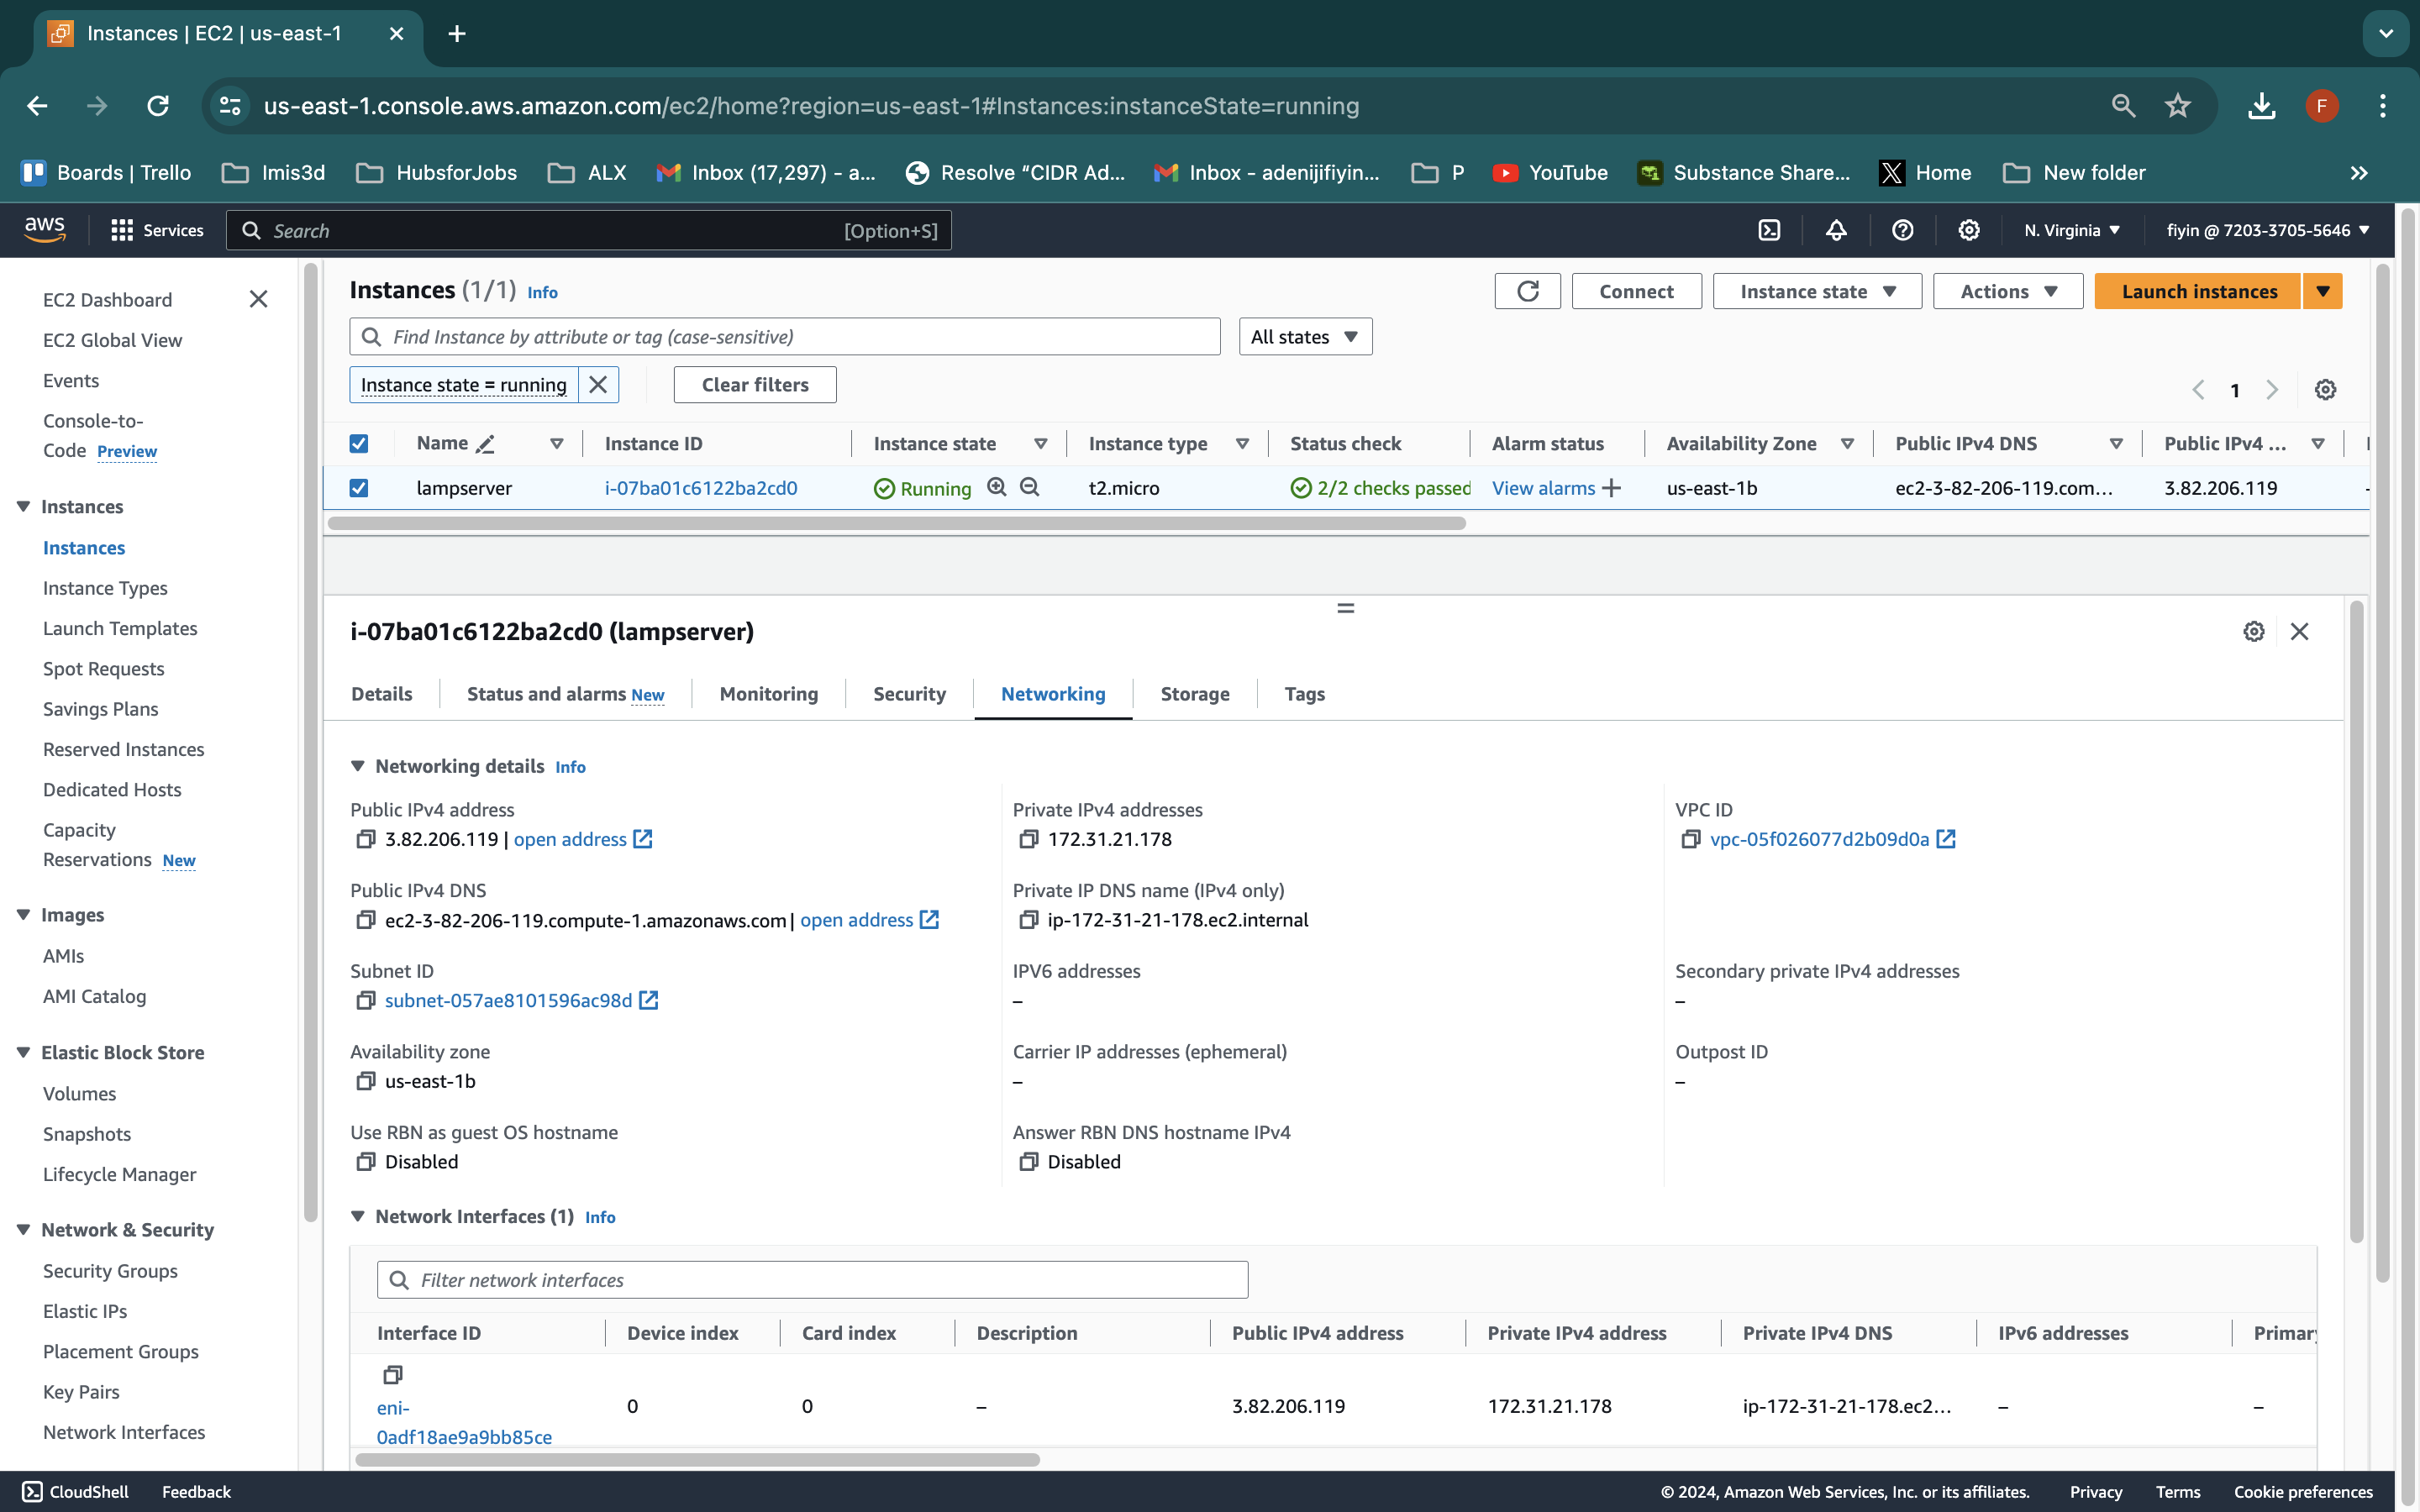 Instances | EC2 | us-east-1
us-east-1.console.aws.amazon.com/ec2/home?region=us-east-1#Instances:instanceState=running
F
Boards | Trello
Imis3d
HubsforJobs
ALX
Inbox (17,297) - a...
Resolve “CIDR Ad...
Inbox - adenijifiyin...
P
YouTube
Substance Share...
Home
New folder
aws
Services
Search
[Option+S]
N. Virginia
fiyin @ 7203-3705-5646
EC2 Dashboard
EC2 Global View
Events
Console-to-
Code Preview
Instances
Instances
Instance Types
Launch Templates
Spot Requests
Savings Plans
Reserved Instances
Dedicated Hosts
Capacity
Reservations New
Images
AMIs
AMI Catalog
Elastic Block Store
Volumes
Snapshots
Lifecycle Manager
Network & Security
Security Groups
Elastic IPs
Placement Groups
Key Pairs
Network Interfaces
Instances (1/1) Info
Connect
Instance state
Actions
Launch instances
Find Instance by attribute or tag (case-sensitive)
All states
Instance state = running
Clear filters
1
Name
Instance ID
Instance state
Instance type
Status check
Alarm status
Availability Zone
Public IPv4 DNS
Public IPv4 ...
lampserver
i-07ba01c6122ba2cd0
Running
t2.micro
2/2 checks passed
View alarms
us-east-1b
ec2-3-82-206-119.com...
3.82.206.119
i-07ba01c6122ba2cd0 (lampserver)
Details
Status and alarms New
Monitoring
Security
Networking
Storage
Tags
Networking details Info
Public IPv4 address
3.82.206.119 | open address
Private IPv4 addresses
172.31.21.178
VPC ID
vpc-05f026077d2b09d0a
Public IPv4 DNS
ec2-3-82-206-119.compute-1.amazonaws.com | open address
Private IP DNS name (IPv4 only)
ip-172-31-21-178.ec2.internal
Subnet ID
subnet-057ae8101596ac98d
IPV6 addresses
–
Secondary private IPv4 addresses
–
Availability zone
us-east-1b
Carrier IP addresses (ephemeral)
–
Outpost ID
–
Use RBN as guest OS hostname
Disabled
Answer RBN DNS hostname IPv4
Disabled
Network Interfaces (1) Info
Filter network interfaces
Interface ID
Device index
Card index
Description
Public IPv4 address
Private IPv4 address
Private IPv4 DNS
IPv6 addresses
eni-
0adf18ae9a9bb85ce
0
0
–
3.82.206.119
172.31.21.178
ip-172-31-21-178.ec2...
–
–
CloudShell
Feedback
© 2024, Amazon Web Services, Inc. or its affiliates.
Privacy
Terms
Cookie preferences